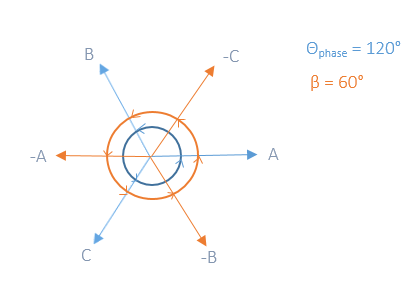 B
-C
Θphase = 120°
β = 60°
-A
A
C
-B